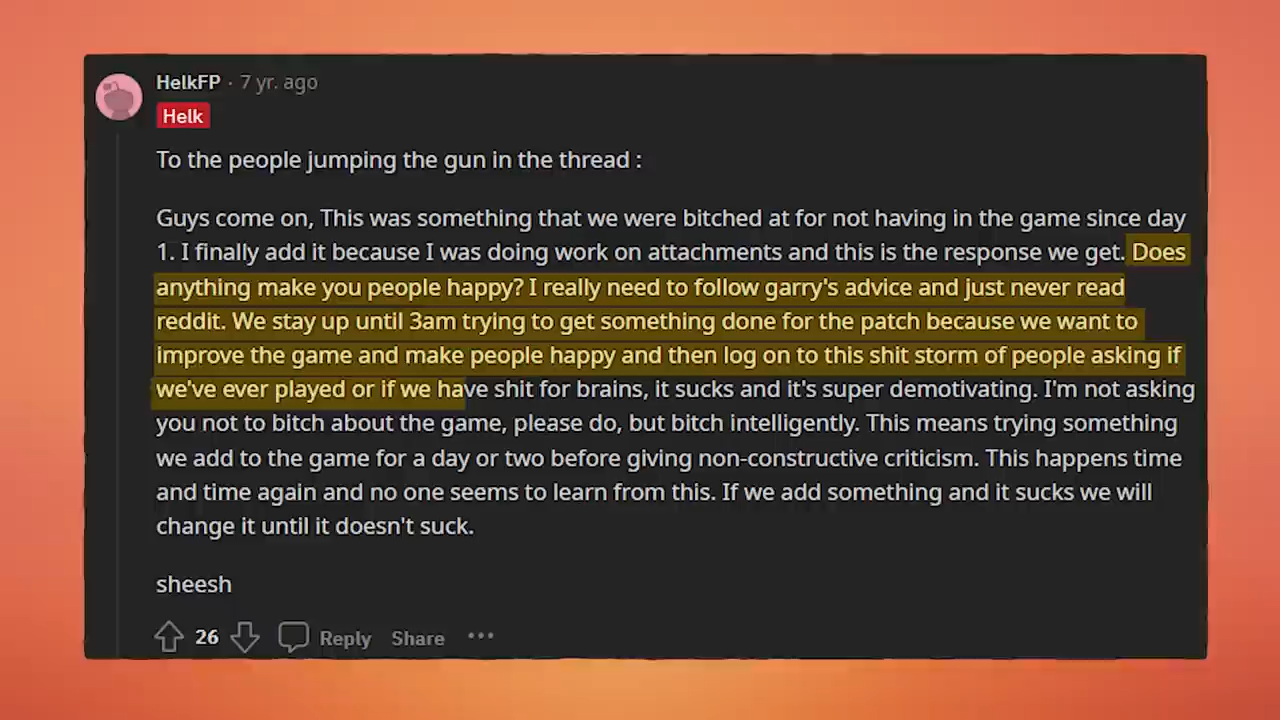 HelkFP · 7 yr. ago
Helk
To the people jumping the gun in the thread :
Guys come on, This was something that we were bitched at for not having in the game since day
1. I finally add it because I was doing work on attachments and this is the response we get. Does
anything make you people happy? I really need to follow garry's advice and just never read
reddit. We stay up until 3am trying to get something done for the patch because we want to
improve the game and make people happy and then log on to this shit storm of people asking if
we've ever played or if we have shit for brains, it sucks and it's super demotivating. I'm not asking
you not to bitch about the game, please do, but bitch intelligently. This means trying something
we add to the game for a day or two before giving non-constructive criticism. This happens time
and time again and no one seems to learn from this. If we add something and it sucks we will
change it until it doesn't suck.
sheesh
26 Reply Share •••